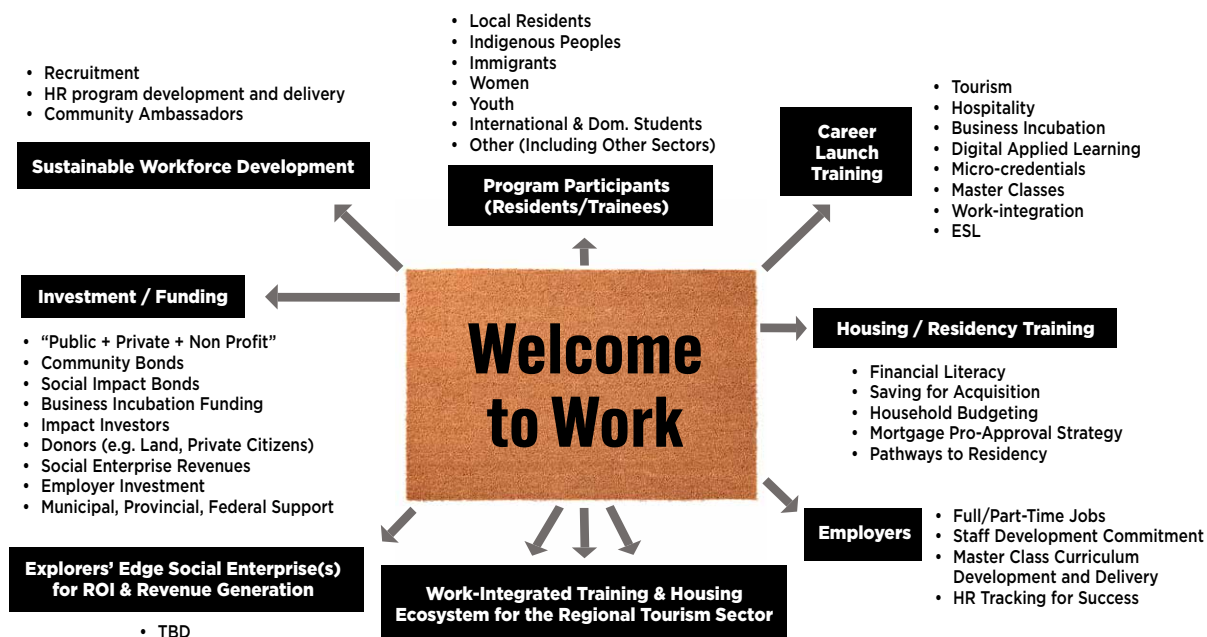 • Recruitment
• HR program development and delivery
• Community Ambassadors
Sustainable Workforce Development
• Local Residents
• Indigenous Peoples
• Immigrants
• Women
• Youth
• International & Dom. Students
• Other (Including Other Sectors)
Program Participants
(Residents/Trainees)
Career
Launch
Training
• Tourism
• Hospitality
• Business Incubation
• Digital Applied Learning
• Micro-credentials
• Master Classes
• Work-integration
• ESL
Investment / Funding
• “Public + Private + Non Profit”
• Community Bonds
• Social Impact Bonds
• Business Incubation Funding
• Impact Investors
• Donors (e.g. Land, Private Citizens)
• Social Enterprise Revenues
• Employer Investment
• Municipal, Provincial, Federal Support
Welcome
to Work
Housing / Residency Training
• Financial Literacy
• Saving for Acquisition
• Household Budgeting
• Mortgage Pro-Approval Strategy
• Pathways to Residency
Employers
• Full/Part-Time Jobs
• Staff Development Commitment
• Master Class Curriculum
Development and Delivery
• HR Tracking for Success
Explorers’ Edge Social Enterprise(s)
for ROI & Revenue Generation
• TBD
Work-Integrated Training & Housing
Ecosystem for the Regional Tourism Sector